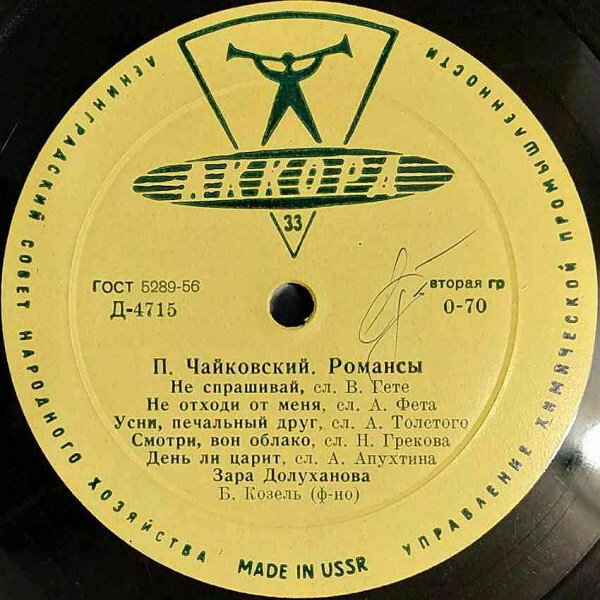 ЛЕНИНГРАДСКИЙ СОВЕТ НАРОДНОГО ХОЗЯЙСТВА
УПРАВЛЕНИЕ ХИМИЧЕСКОЙ ПРОМЫШЛЕННОСТИ
АККОРД
33
ГОСТ 5289-56
вторая гр
Д-4715
0-70
П. Чайковский. Романсы
Не спрашивай, сл. В. Гете
Не отходи от меня, сл. А. Фета
Усни, печальный друг, сл. А. Толстого
Смотри, вон облако, сл. Н. Грекова
День ли царит, сл. А. Апухтина
Зара Долуханова
Б. Козель (ф-но)
MADE IN USSR